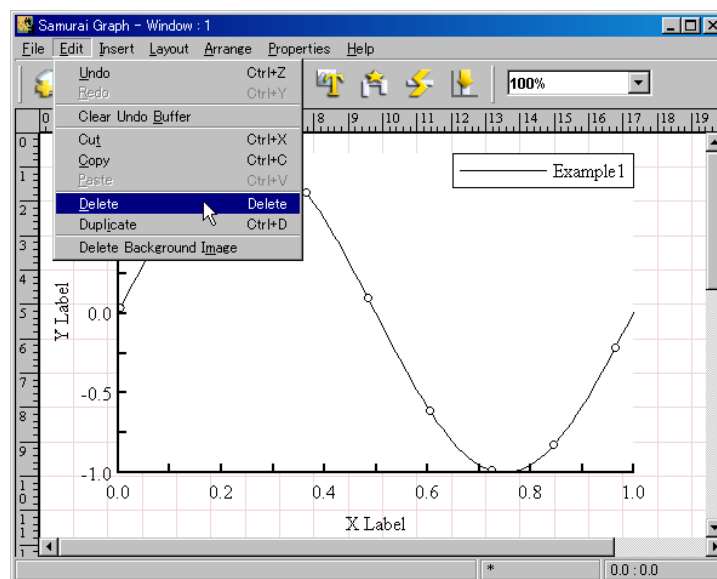 Samurai Graph - Window : 1
File Edit Insert Layout Arrange Properties Help
Undo Ctrl+Z
Redo Ctrl+Y
Clear Undo Buffer
Cut Ctrl+X
Copy Ctrl+C
Paste Ctrl+V
Delete Delete
Duplicate Ctrl+D
Delete Background Image
100%
0 8 9 10 11 12 13 14 15 16 17 18 19
0
1
2
3
4
5
6
7
8
9
10
11
Example1
Y Label
0.0
-0.5
-1.0
0.0 0.2 0.4 0.6 0.8 1.0
X Label
* 0.0 : 0.0